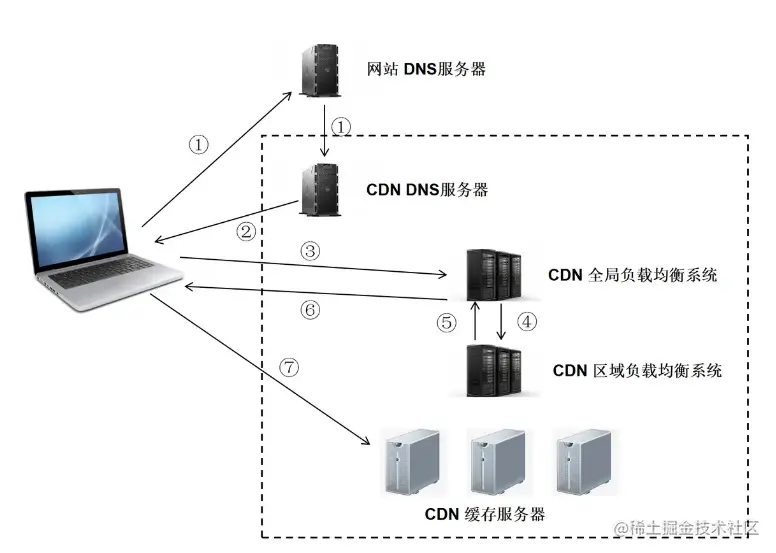 网站 DNS服务器
①
①
CDN DNS服务器
②
③
CDN 全局负载均衡系统
⑥
⑤
④
CDN 区域负载均衡系统
⑦
CDN 缓存服务器
@稀土掘金技术社区